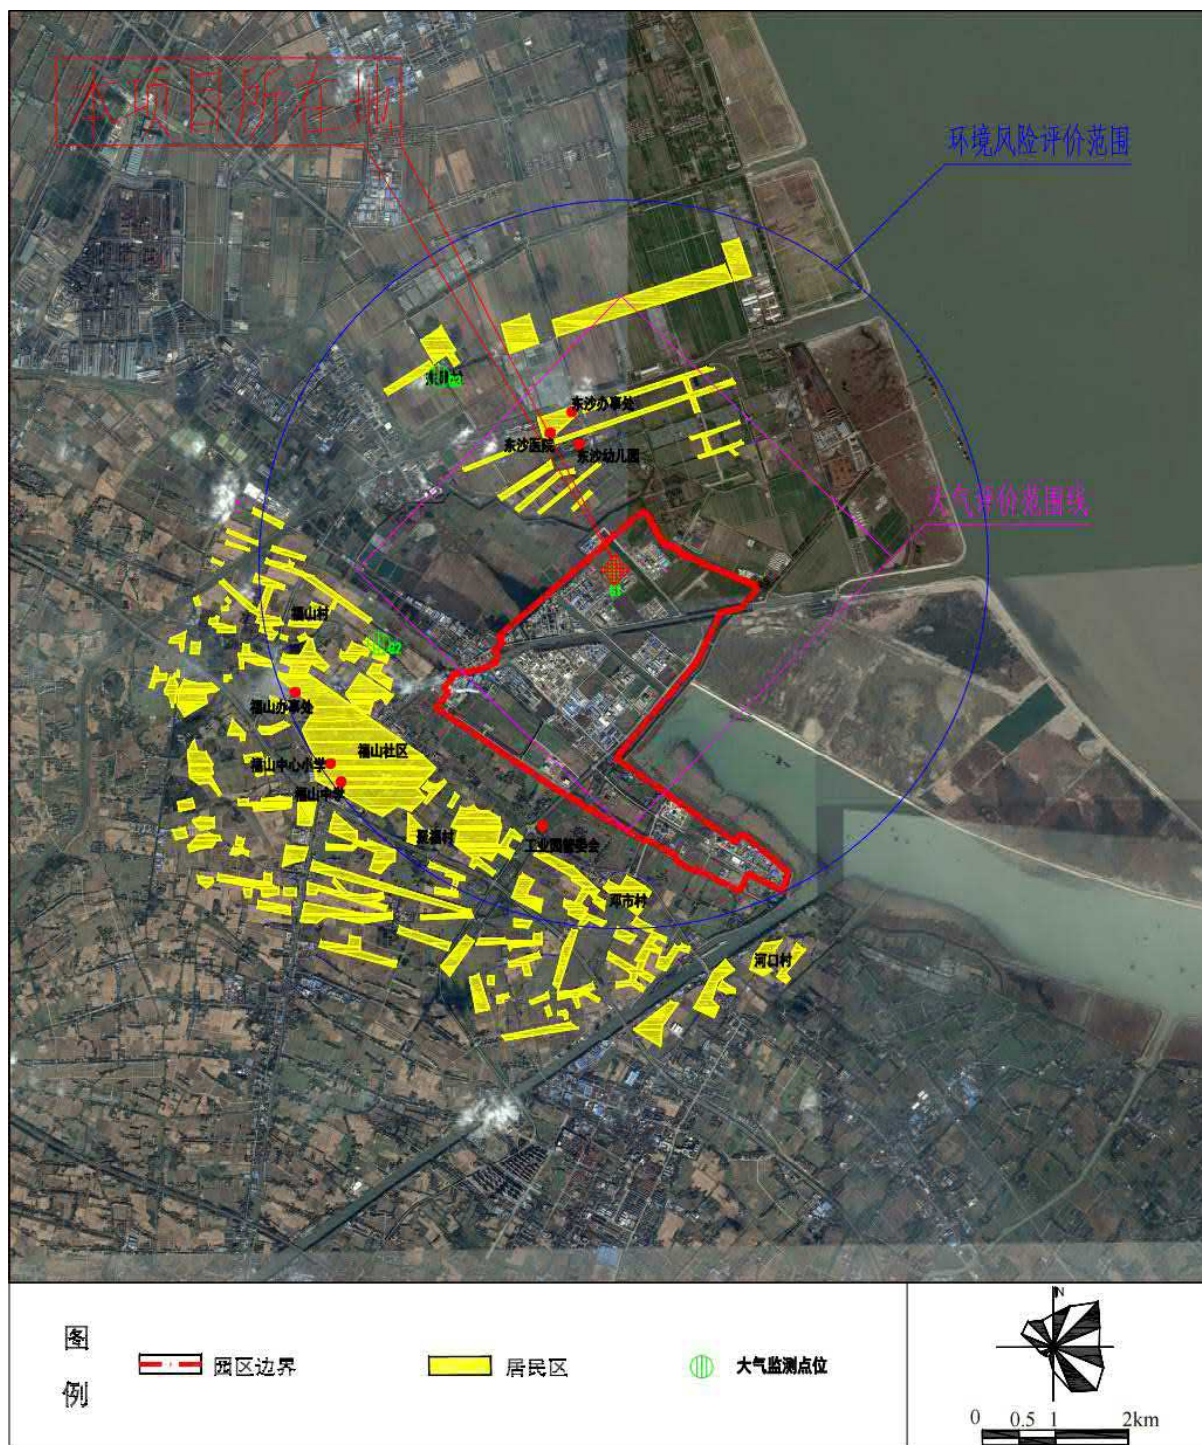 本项目所在地
环境风险评价范围
G3
东沙办事处
东沙医院
东沙幼儿园
大气评价范围线
G1
福山村
G2
福山办事处
福山社区
福山中心小学
福山中学
聚福村
工业园管委会
邓市村
河口村
图例
园区边界
居民区
大气监测点位
N
0 0.5 1 2km